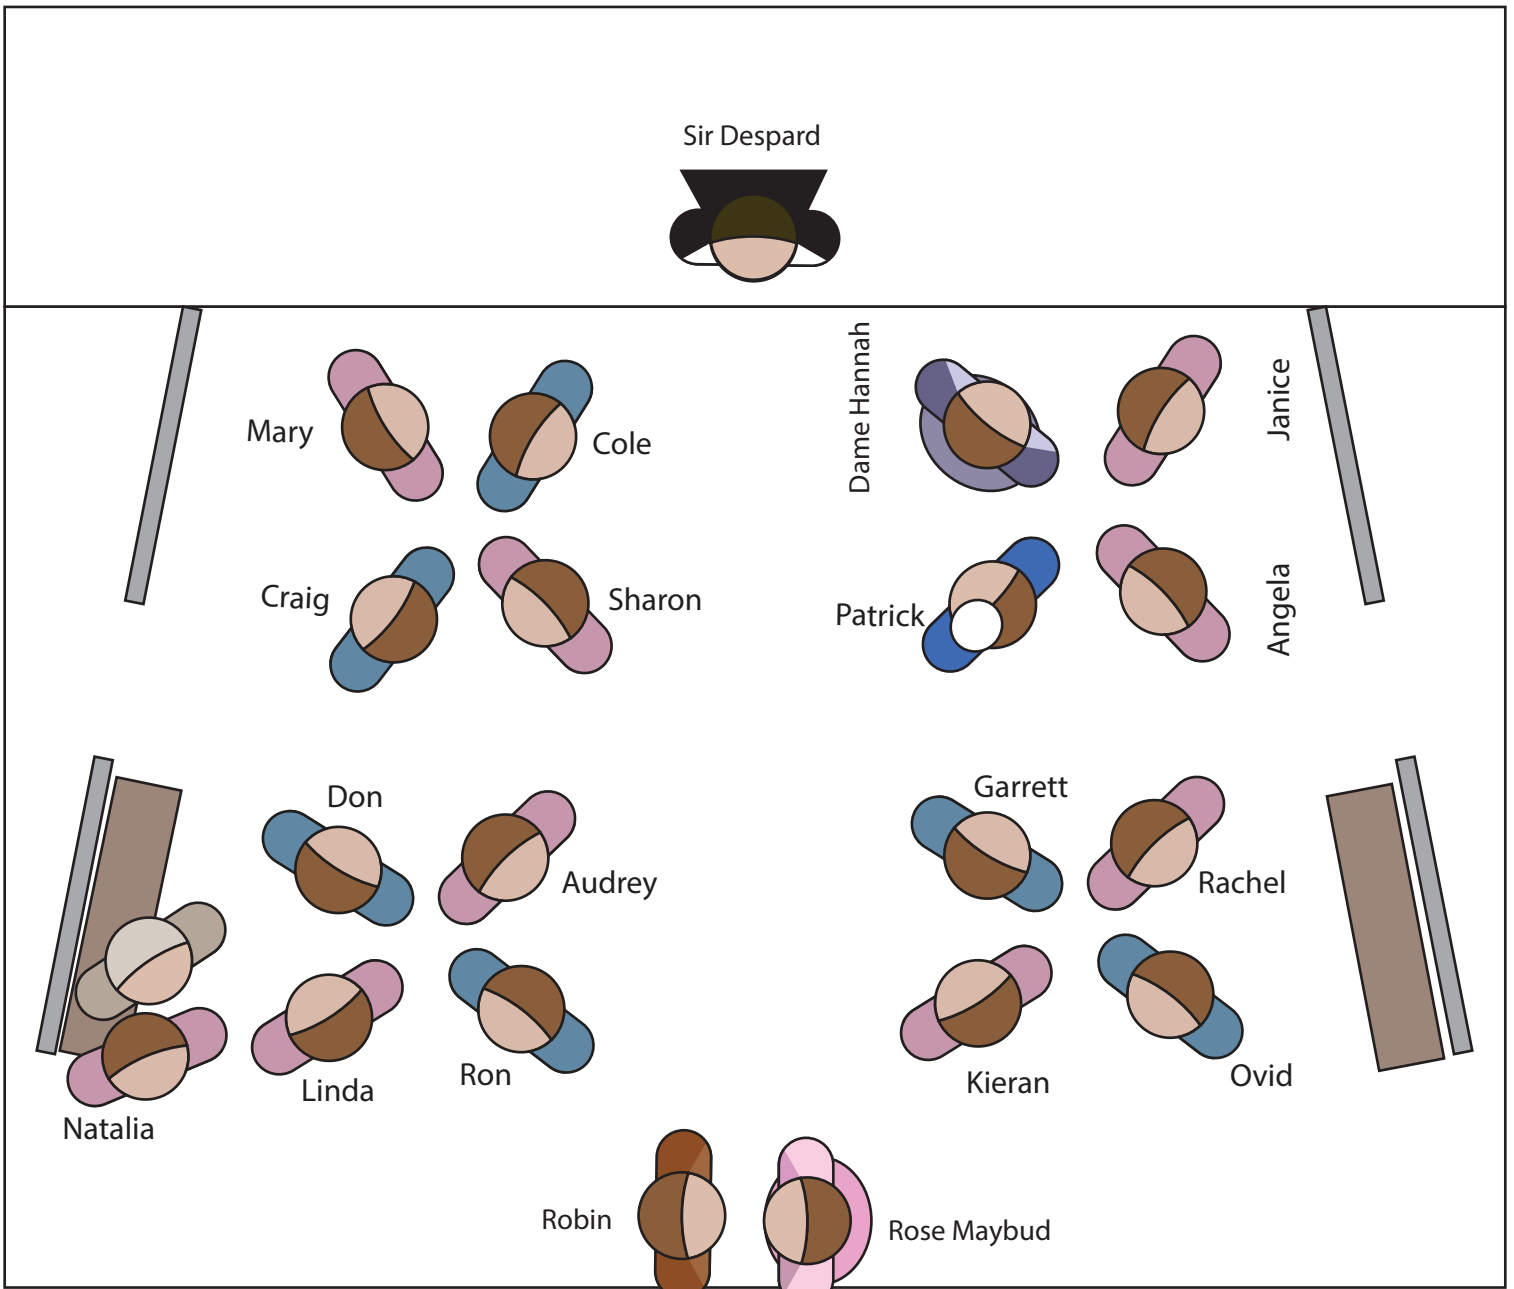 Sir Despard
Mary
Cole
Dame Hannah
Janice
Craig
Sharon
Patrick
Angela
Don
Audrey
Garrett
Rachel
Natalia
Linda
Ron
Kieran
Ovid
Robin
Rose Maybud